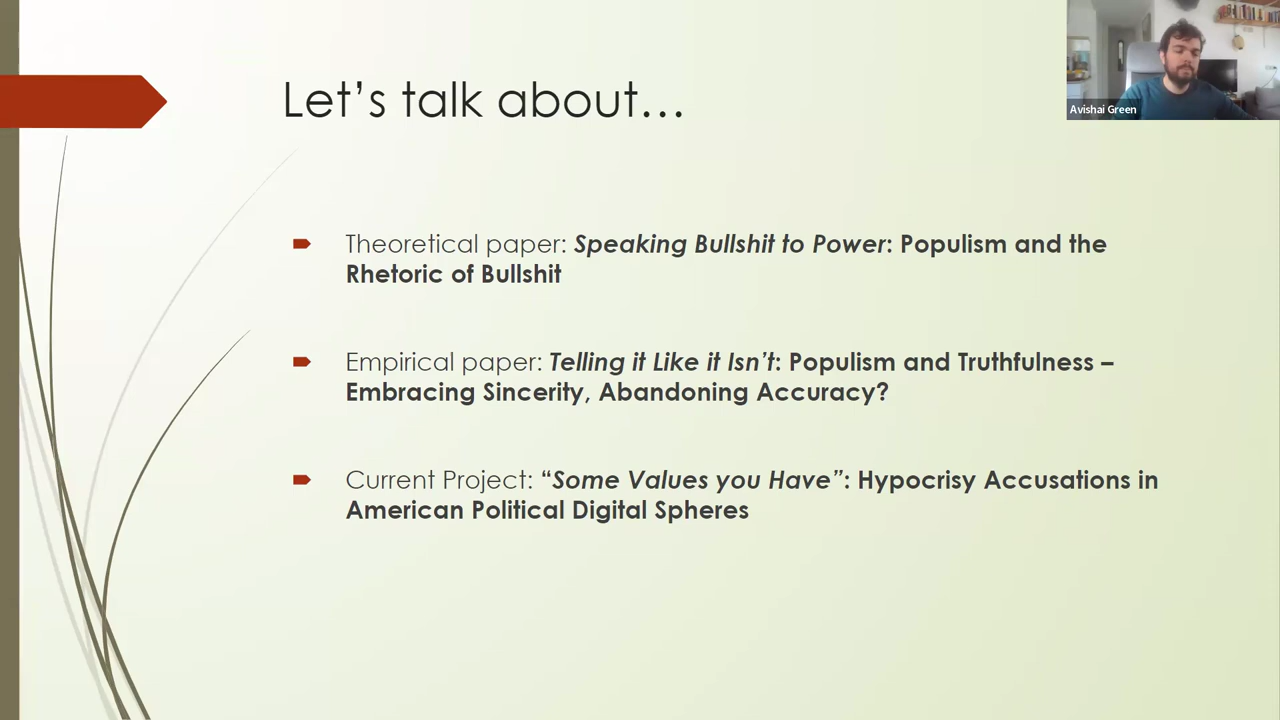 Let’s talk about…
Avishai Green
Theoretical paper: Speaking Bullshit to Power: Populism and the
Rhetoric of Bullshit
Empirical paper: Telling it Like it Isn’t: Populism and Truthfulness –
Embracing Sincerity, Abandoning Accuracy?
Current Project: “Some Values you Have”: Hypocrisy Accusations in
American Political Digital Spheres